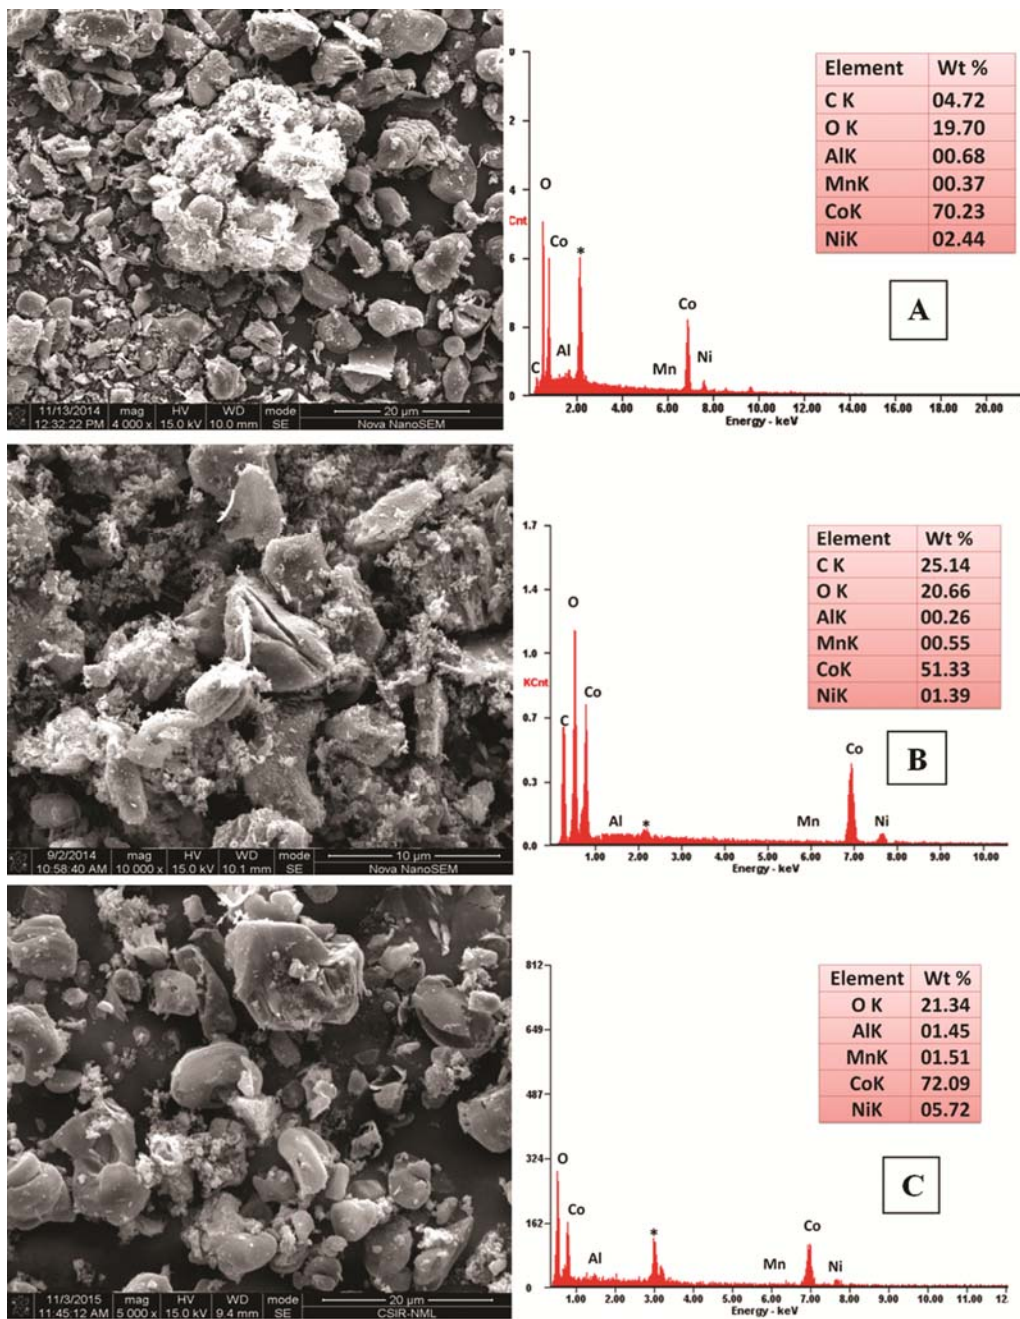 Element Wt %
C K 04.72
O K 19.70
AlK 00.68
MnK 00.37
CoK 70.23
NiK 02.44
A
0
2
4
Cnt
6
8
0
O
Co
*
Co
C
Al
Mn
Ni
2.00 4.00 6.00 8.00 10.00 12.00 14.00 16.00 18.00 20.00
Energy - keV
11/13/2014 mag HV WD mode 20 µm
12:32:22 PM 4 000 x 15.0 kV 10.0 mm SE Nova NanoSEM
Element Wt %
C K 25.14
O K 20.66
AlK 00.26
MnK 00.55
CoK 51.33
NiK 01.39
B
1.7
1.4
1.0
KCnt
0.7
0.3
0.0
O
Co
C
Co
Al
*
Mn
Ni
1.00 2.00 3.00 4.00 5.00 6.00 7.00 8.00 9.00 10.00
Energy - keV
9/2/2014 mag HV WD mode 10 µm
10:58:40 AM 10 000 x 15.0 kV 10.1 mm SE Nova NanoSEM
Element Wt %
O K 21.34
AlK 01.45
MnK 01.51
CoK 72.09
NiK 05.72
C
812
649
487
324
162
0
O
Co
Al
*
Mn
Co
Ni
1.00 2.00 3.00 4.00 5.00 6.00 7.00 8.00 9.00 10.00 11.00 12.
Energy - keV
11/3/2015 mag HV WD mode 20 µm
11:45:12 AM 5 000 x 15.0 kV 9.4 mm SE CSIR-NML